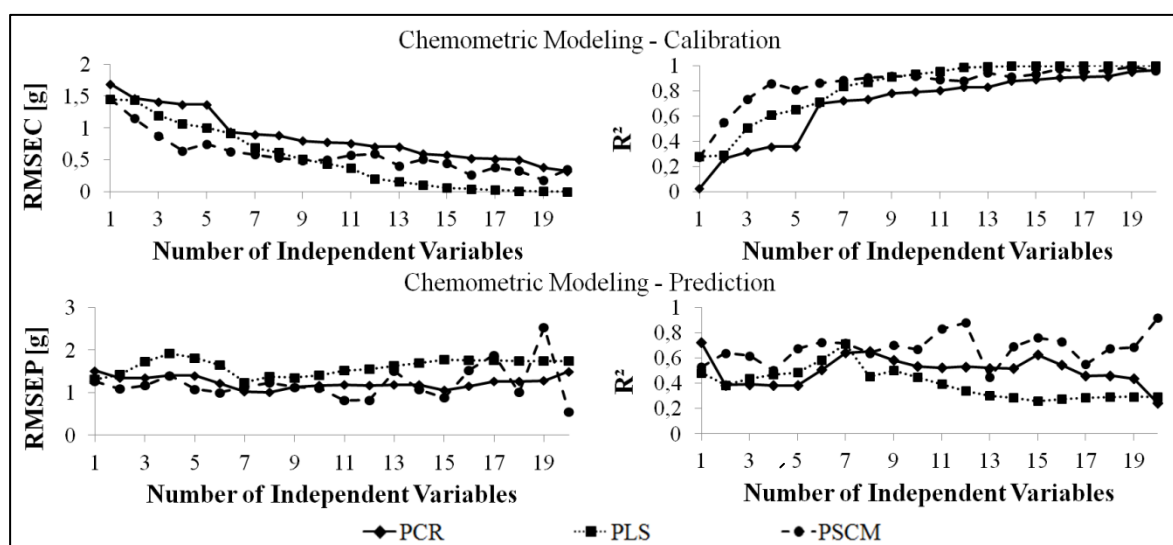 Chemometric Modeling - Calibration
RMSEC [g]
2
1,5
1
0,5
0
1 3 5 7 9 11 13 15 17 19
Number of Independent Variables
R²
1
0,8
0,6
0,4
0,2
0
1 3 5 7 9 11 13 15 17 19
Number of Independent Variables
Chemometric Modeling - Prediction
RMSEP [g]
3
2
1
0
1 3 5 7 9 11 13 15 17 19
Number of Independent Variables
R²
1
0,8
0,6
0,4
0,2
0
1 3 5 7 9 11 13 15 17 19
Number of Independent Variables
PCR PLS PSCM